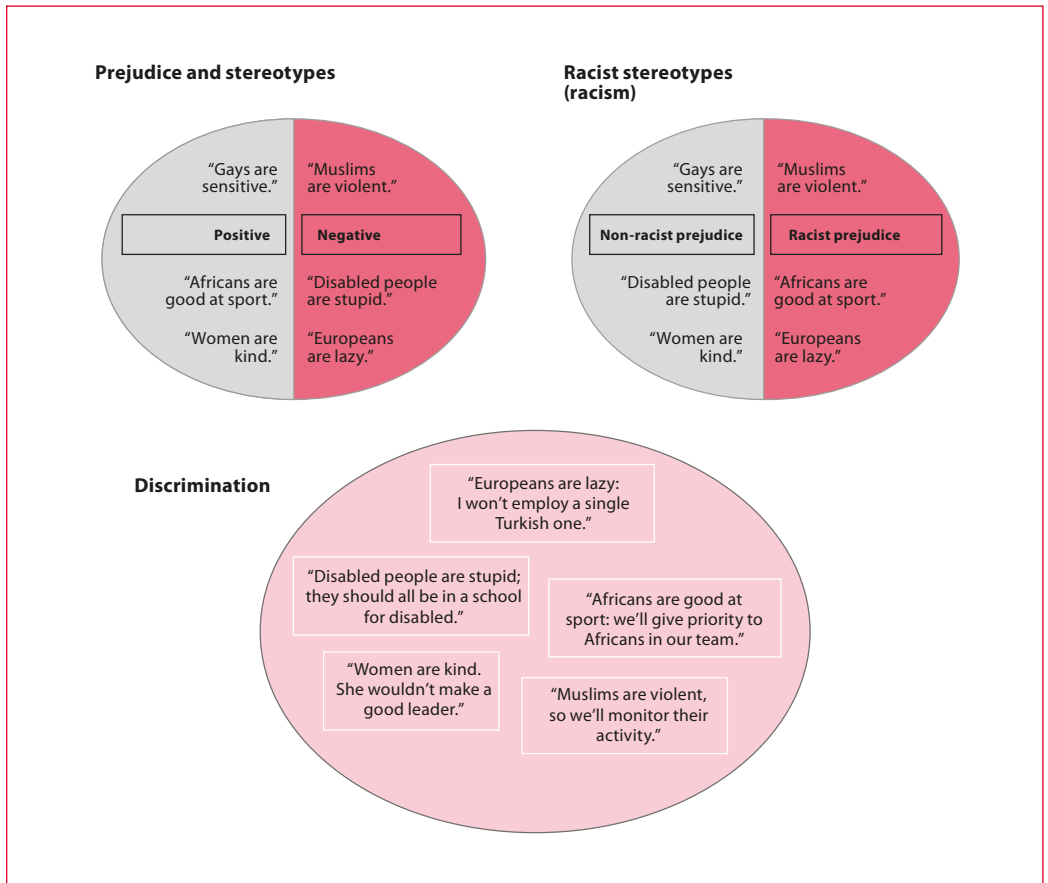 Prejudice and stereotypes
“Gays are
sensitive.”
“Muslims
are violent.”
Positive
Negative
“Africans are
good at sport.”
“Disabled people
are stupid.”
“Women are
kind.”
“Europeans
are lazy.”
Racist stereotypes
(racism)
“Gays are
sensitive.”
“Muslims
are violent.”
Non-racist prejudice
Racist prejudice
“Disabled people
are stupid.”
“Africans are
good at sport.”
“Women are
kind.”
“Europeans
are lazy.”
Discrimination
“Europeans are lazy:
I won’t employ a single
Turkish one.”
“Disabled people are stupid;
they should all be in a school
for disabled.”
“Africans are good at
sport: we’ll give priority to
Africans in our team.”
“Women are kind.
She wouldn’t make a
good leader.”
“Muslims are violent,
so we’ll monitor their
activity.”